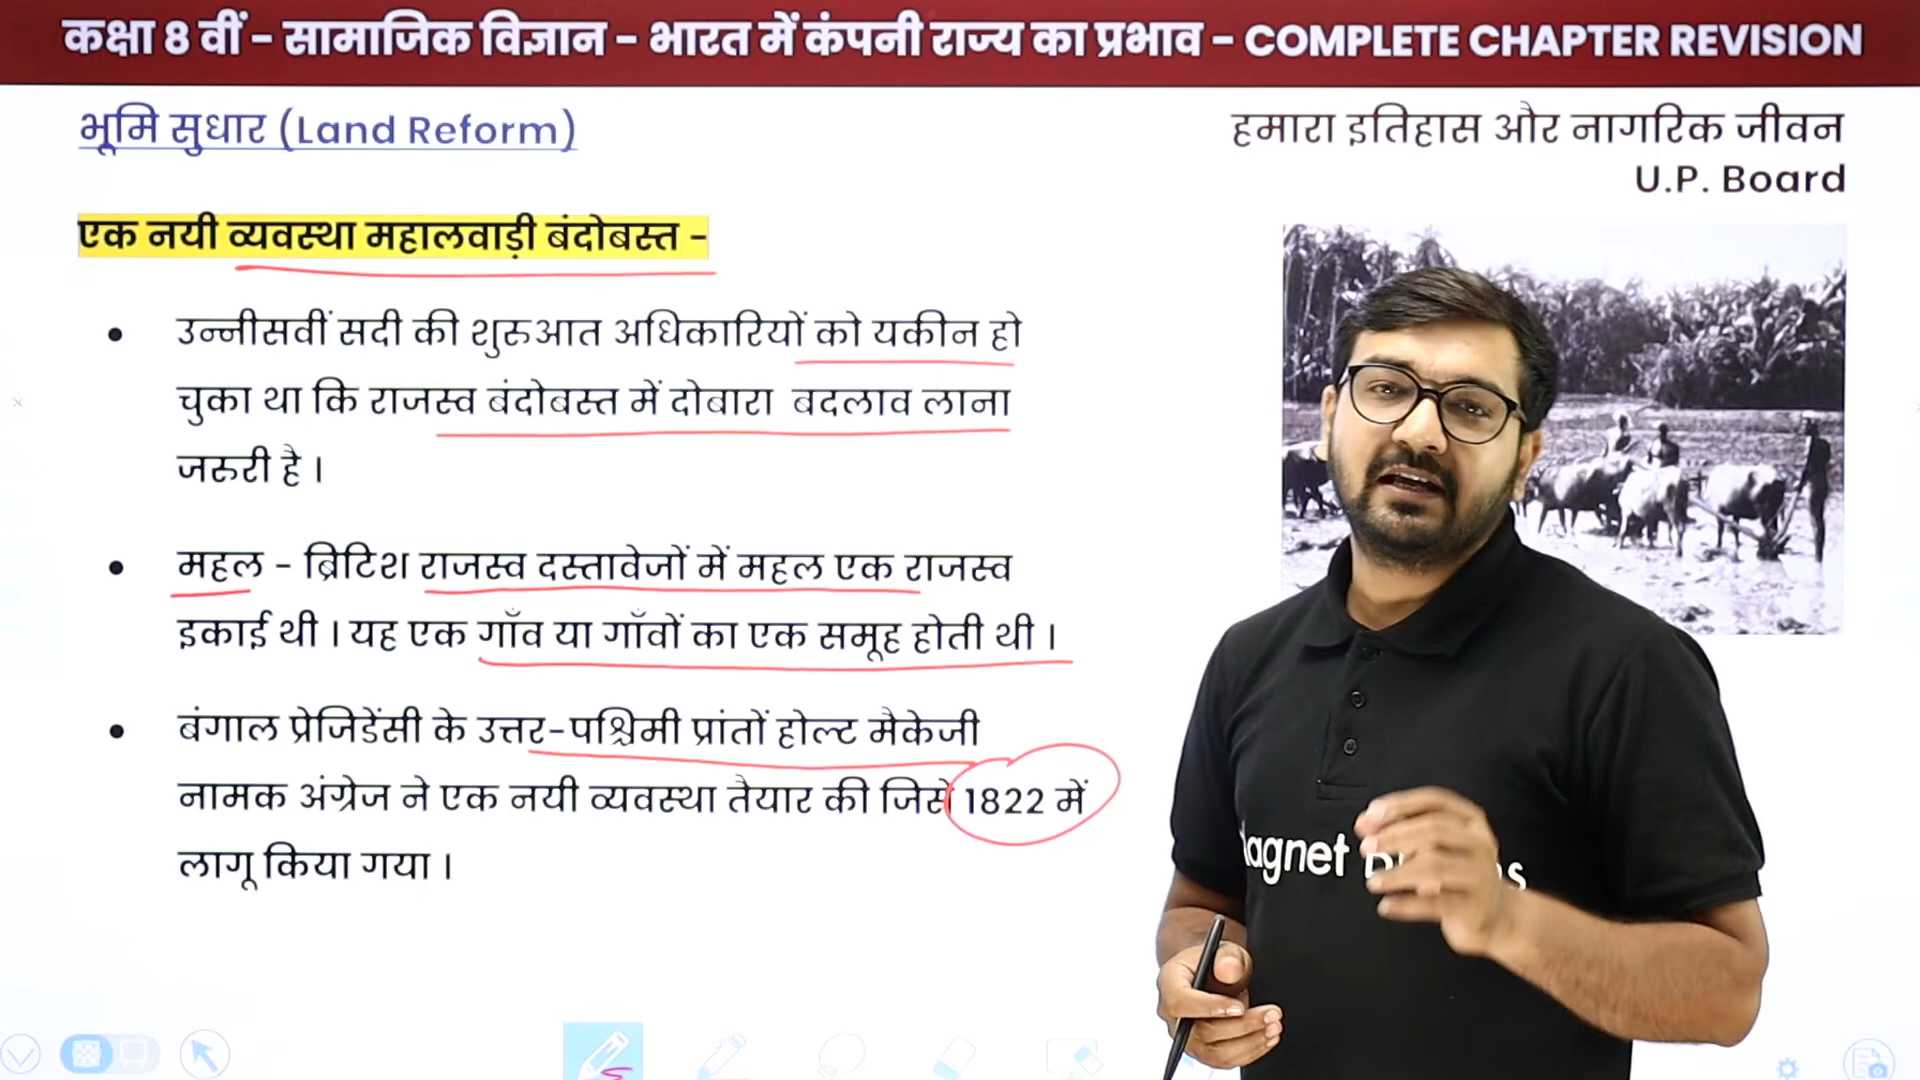 कक्षा 8 वीं - सामाजिक विज्ञान - भारत में कंपनी राज्य का प्रभाव - COMPLETE CHAPTER REVISION
भूमि सुधार (Land Reform)
हमारा इतिहास और नागरिक जीवन
U.P. Board
एक नयी व्यवस्था महालवाड़ी बंदोबस्त -
उन्नीसवीं सदी की शुरुआत अधिकारियों को यकीन हो
चुका था कि राजस्व बंदोबस्त में दोबारा बदलाव लाना
जरुरी है ।
महल - ब्रिटिश राजस्व दस्तावेजों में महल एक राजस्व
इकाई थी । यह एक गाँव या गाँवों का एक समूह होती थी ।
बंगाल प्रेजिडेंसी के उत्तर-पश्चिमी प्रांतों होल्ट मैकेजी
नामक अंग्रेज ने एक नयी व्यवस्था तैयार की जिसे 1822 में
लागू किया गया ।